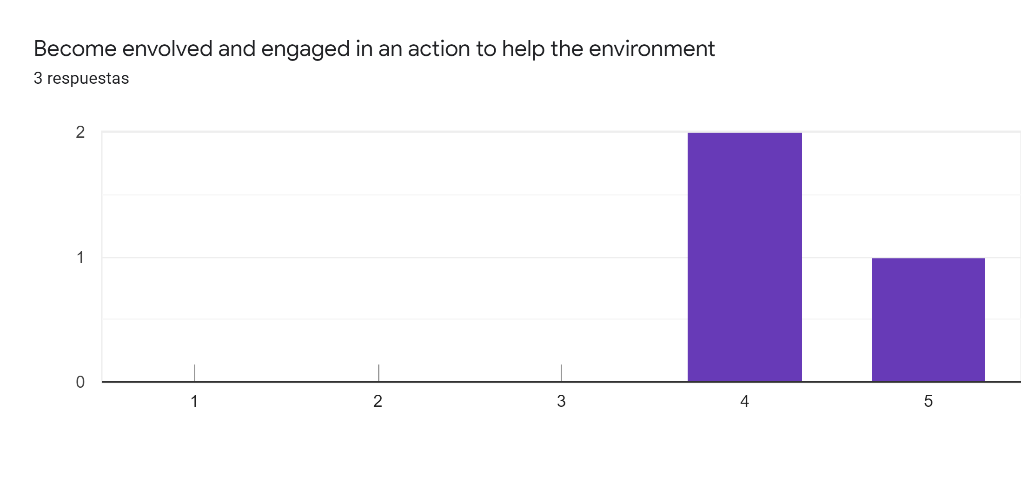 Become envolved and engaged in an action to help the environment
3 respuestas
2
1
0
1 2 3 4 5